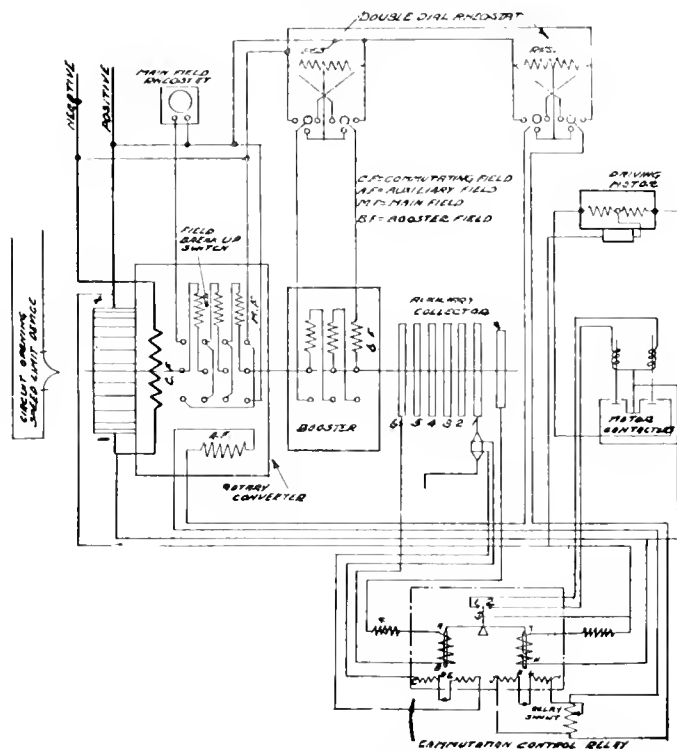 DOUBLE DIAL RHEOSTAT
RES.
RES.
MAIN FIELD
RHEOSTAT
NEGATIVE
POSITIVE
C.F.=COMMUTATING FIELD
A.F.=AUXILIARY FIELD
M.F.=MAIN FIELD
B.F.=BOOSTER FIELD
DRIVING
MOTOR
FIELD
BREAK UP
SWITCH
M.F.
C.F.
B.F.
AUXILIARY
COLLECTOR
CIRCUIT OPENING
SPEED LIMIT DEVICE
A.F.
BOOSTER
6 5 4 3 2 1
MOTOR
CONTACTORS
ROTARY
CONVERTER
RELAY
SHUNT
COMMUTATION CONTROL RELAY